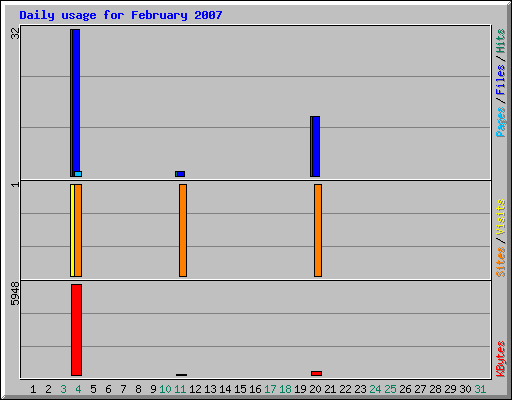 Daily usage for February 2007
32
Pages / Files / Hits
1
Sites / Visits
5948
KBytes
1 2 3 4 5 6 7 8 9 10 11 12 13 14 15 16 17 18 19 20 21 22 23 24 25 26 27 28 29 30 31